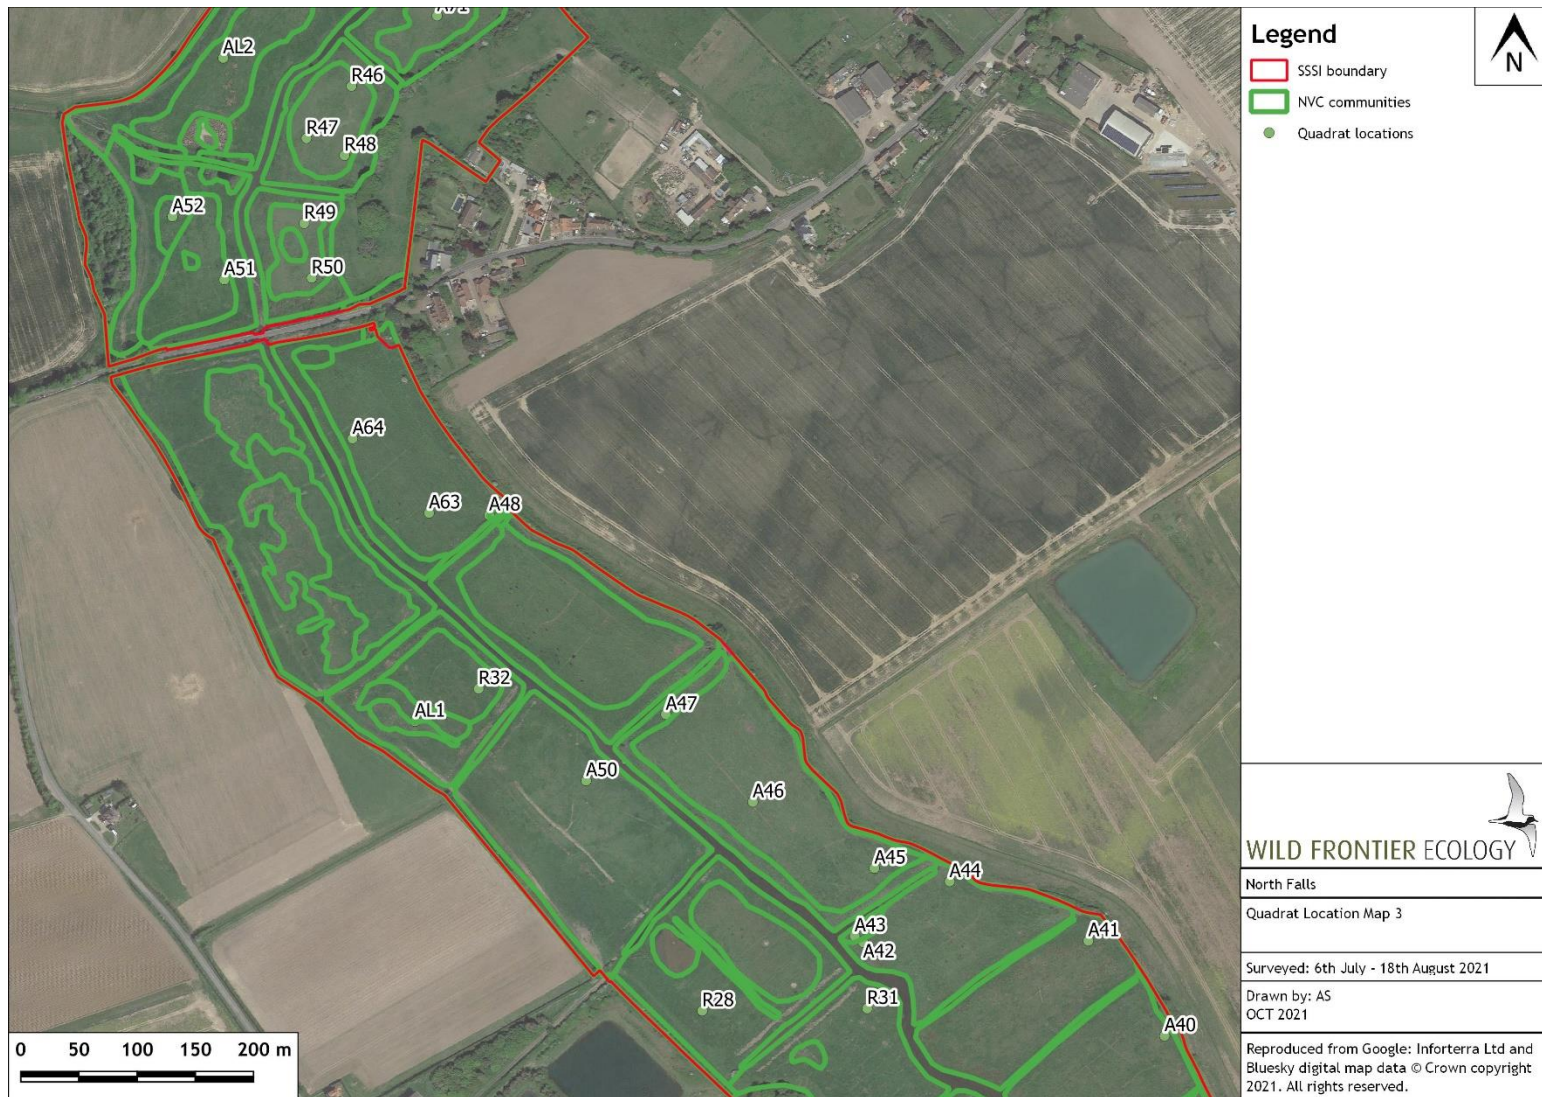 A71
AL2
R46
R47
R48
A52
R49
A51
R50
A64
A63
A48
R32
AL1
A47
A50
A46
A45
A44
A43
A42
A41
R28
R31
A40
0 50 100 150 200 m
Legend
SSSI boundary
NVC communities
Quadrat locations
N
WILD FRONTIER ECOLOGY
North Falls
Quadrat Location Map 3
Surveyed: 6th July - 18th August 2021
Drawn by: AS
OCT 2021
Reproduced from Google: Inforterra Ltd and
Bluesky digital map data © Crown copyright
2021. All rights reserved.